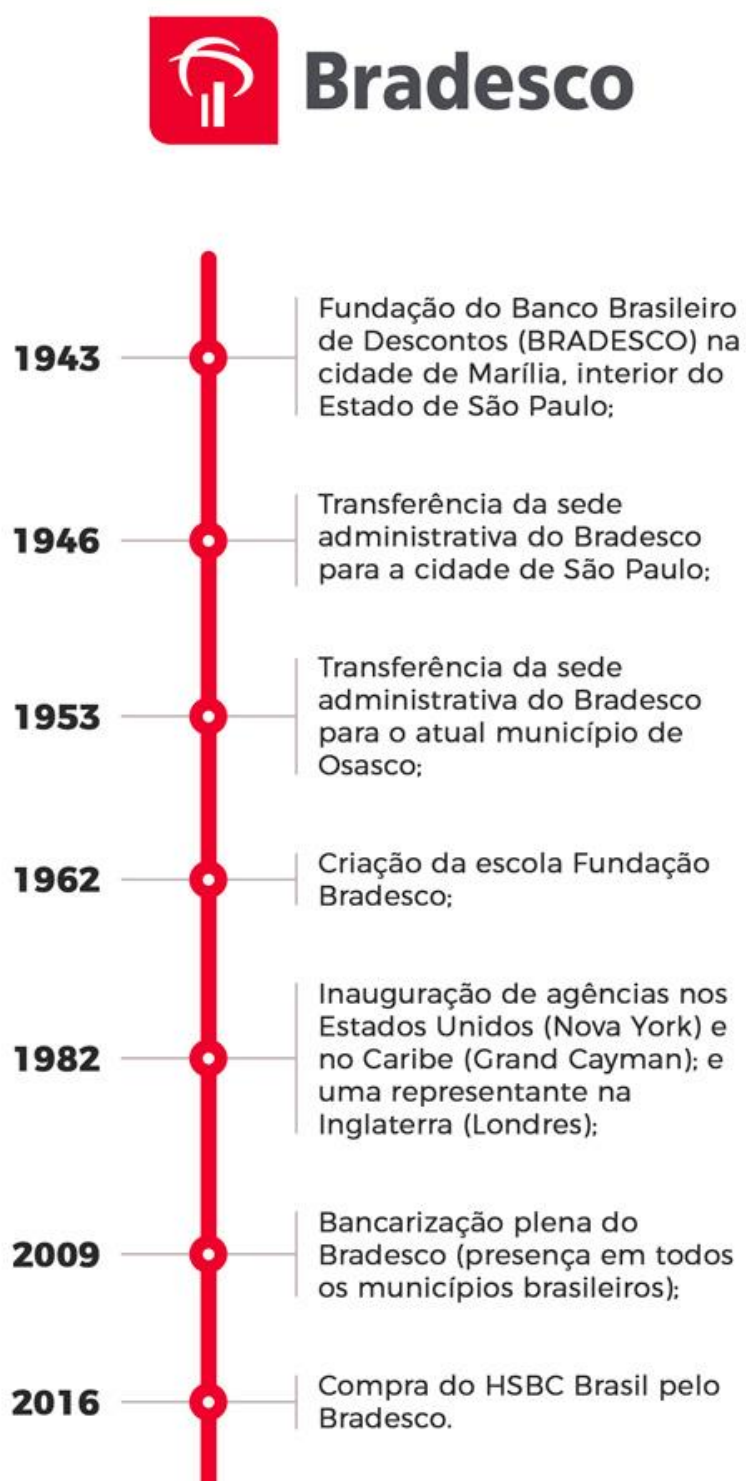 Bradesco
1943
Fundação do Banco Brasileiro
de Descontos (BRADESCO) na
cidade de Marília, interior do
Estado de São Paulo;
1946
Transferência da sede
administrativa do Bradesco
para a cidade de São Paulo;
1953
Transferência da sede
administrativa do Bradesco
para o atual município de
Osasco;
1962
Criação da escola Fundação
Bradesco;
1982
Inauguração de agências nos
Estados Unidos (Nova York) e
no Caribe (Grand Cayman); e
uma representante na
Inglaterra (Londres);
2009
Bancarização plena do
Bradesco (presença em todos
os municípios brasileiros);
2016
Compra do HSBC Brasil pelo
Bradesco.